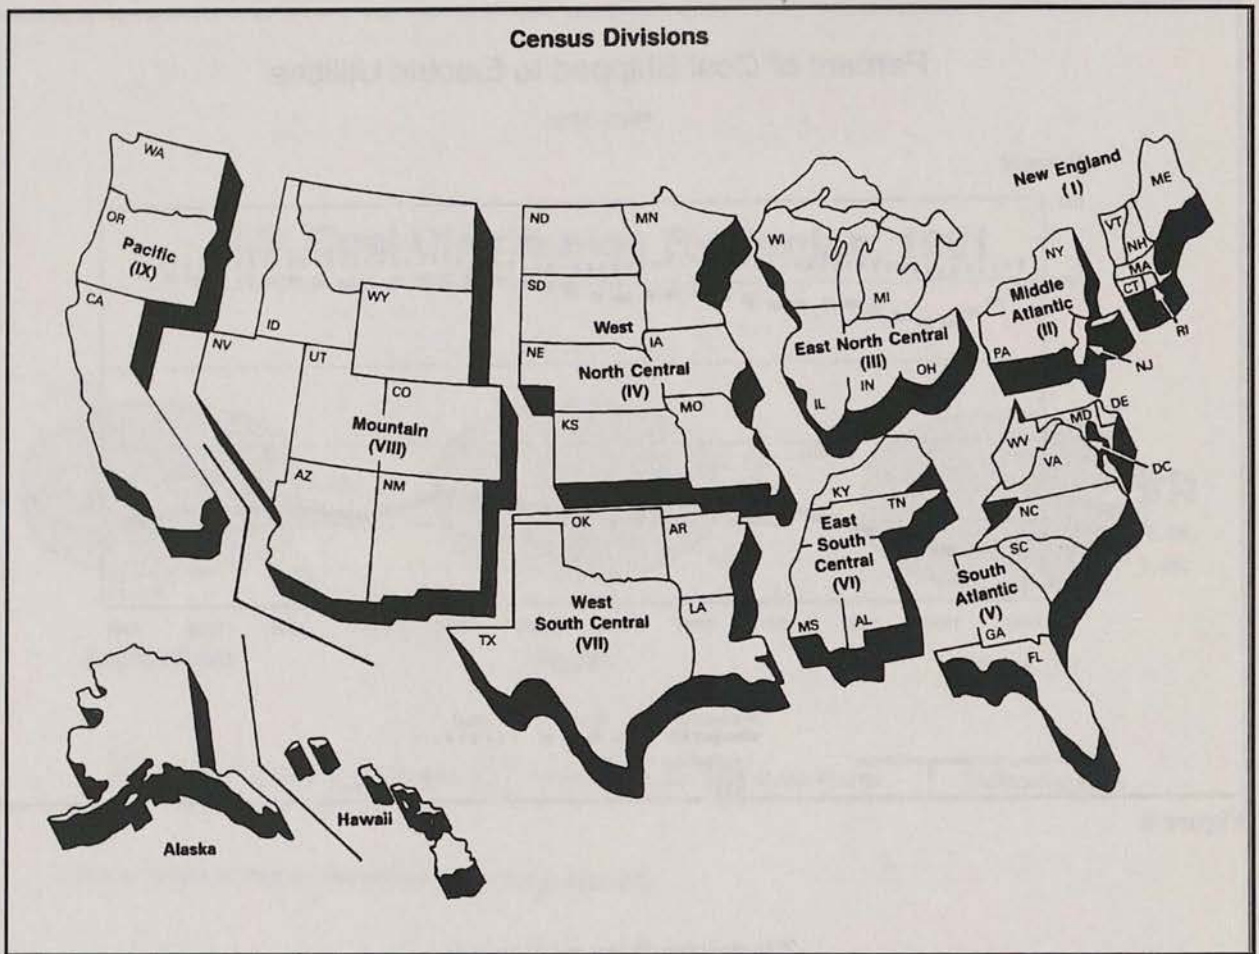 Census Divisions
WA
OR
Pacific
(IX)
CA
NV
ID
WY
UT
CO
Mountain
(VIII)
AZ
NM
ND
MN
SD
West
NE
IA
North Central
(IV)
KS
MO
WI
MI
East North Central
(III)
IL
IN
OH
New England
(I)
ME
VT
NH
MA
CT
RI
NY
Middle
Atlantic
(II)
PA
NJ
DE
MD
WV
VA
DC
NC
SC
South
Atlantic
(V)
GA
FL
KY
TN
East
South
Central
(VI)
MS
AL
OK
AR
West
South Central
(VII)
LA
TX
Alaska
Hawaii